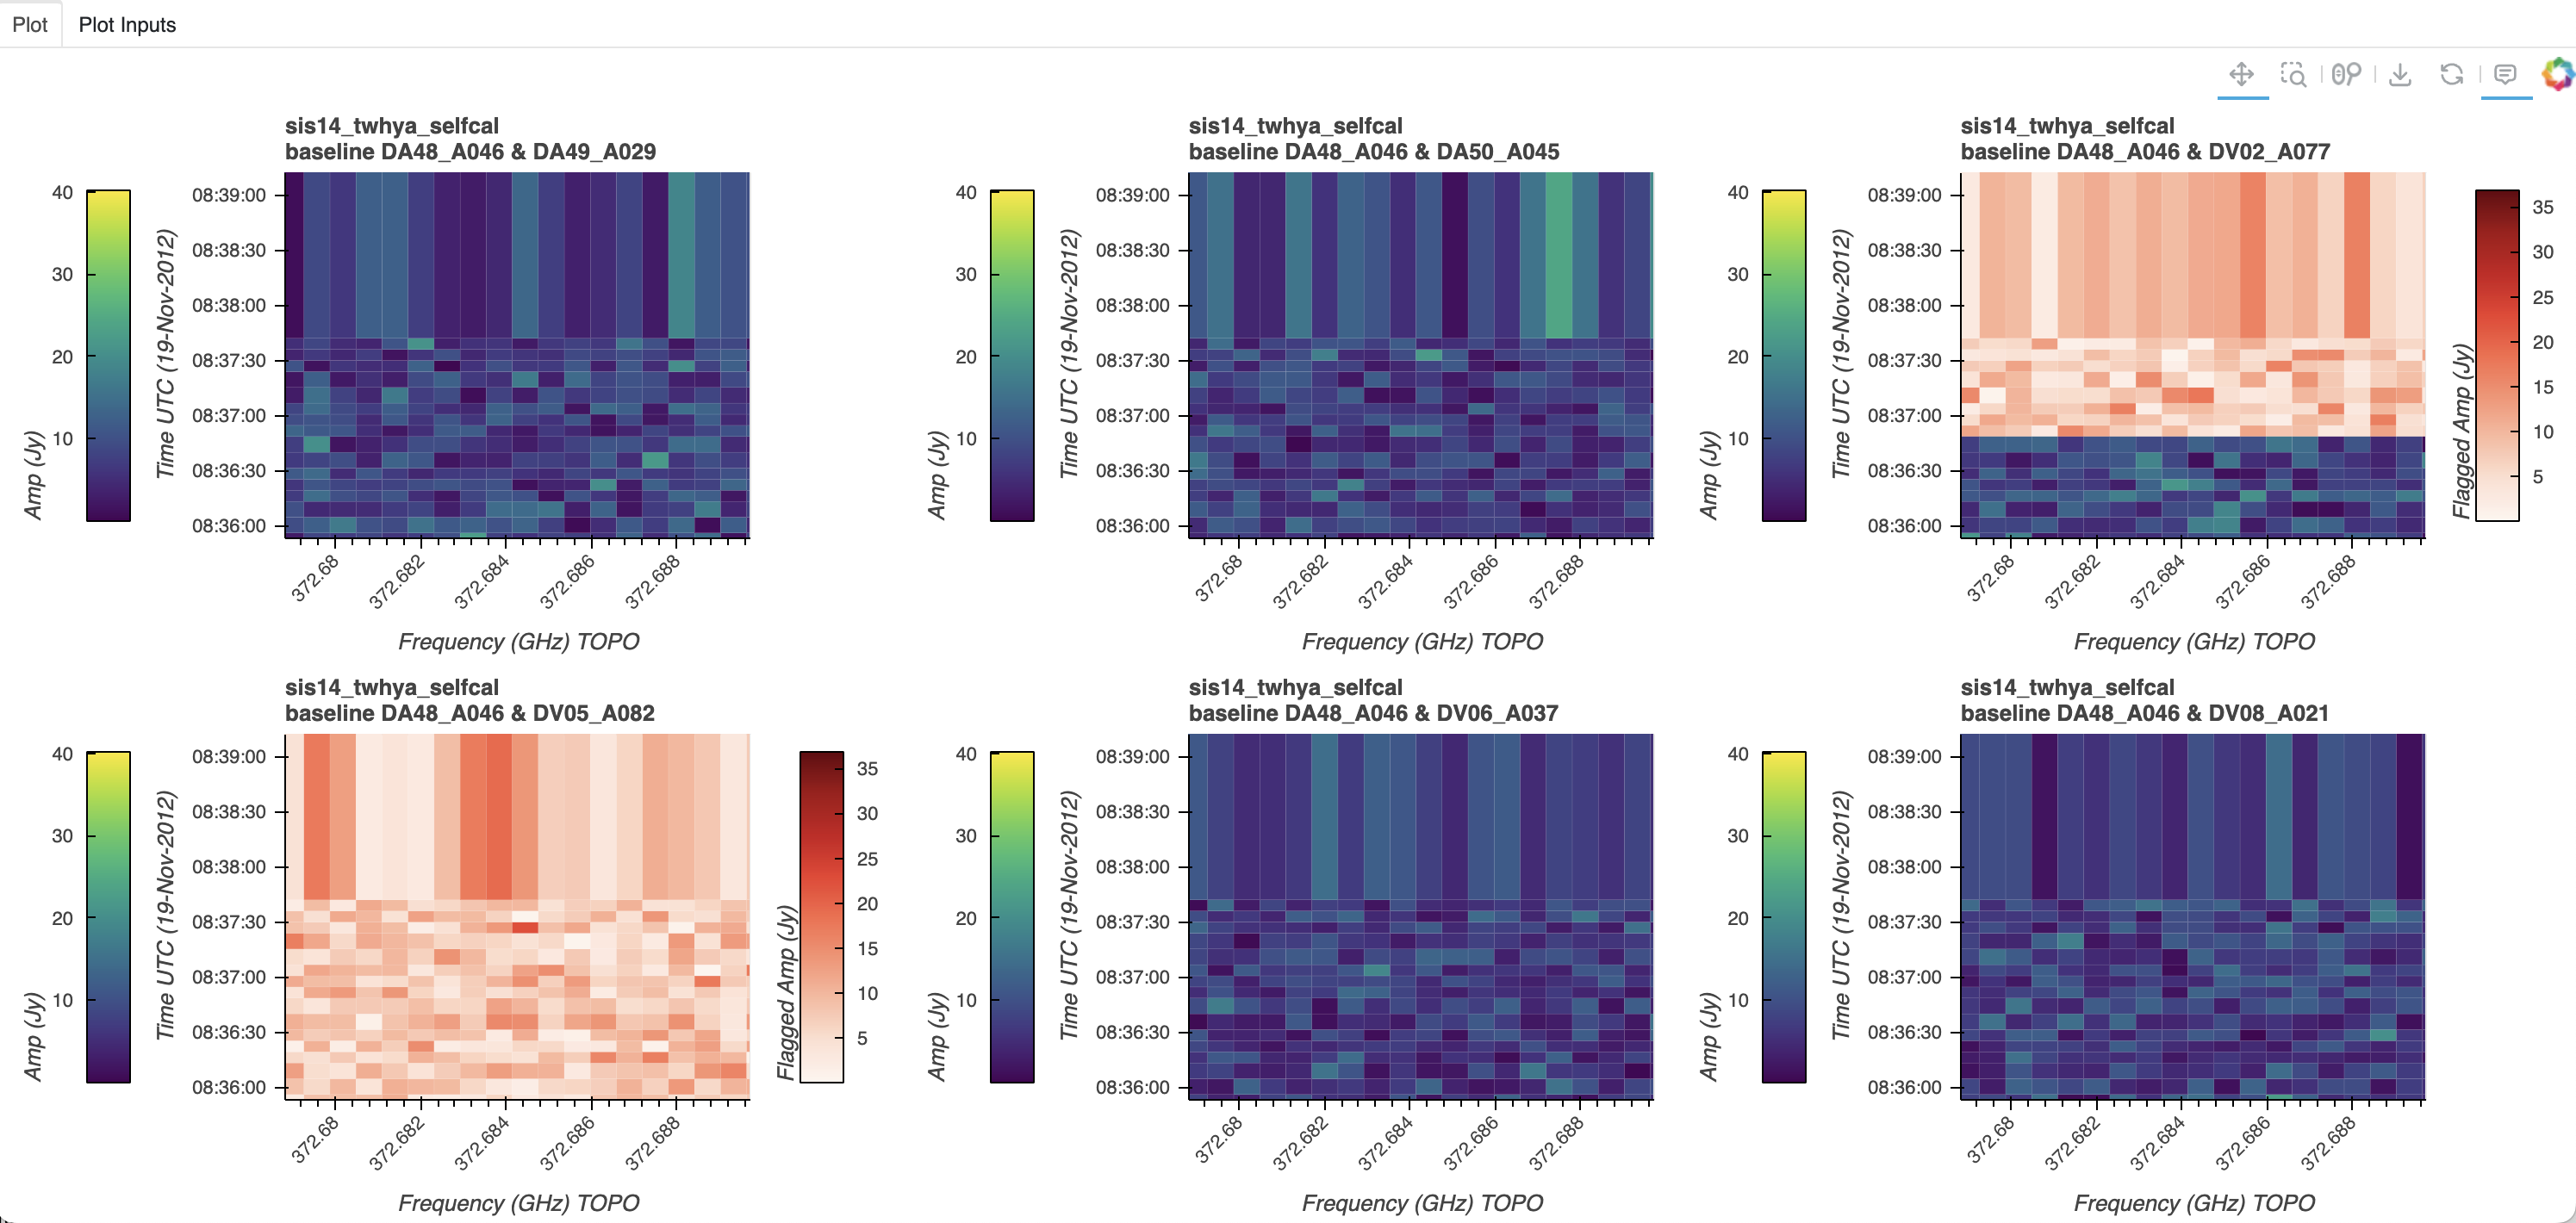 Plot Plot Inputs
sis14_twhya_selfcal
baseline DA48_A046 & DA49_A029
40
30
20
10
Amp (Jy)
Time UTC (19-Nov-2012)
08:39:00
08:38:30
08:38:00
08:37:30
08:37:00
08:36:30
08:36:00
372.68 372.682 372.684 372.686 372.688
Frequency (GHz) TOPO
sis14_twhya_selfcal
baseline DA48_A046 & DA50_A045
40
30
20
10
Amp (Jy)
Time UTC (19-Nov-2012)
08:39:00
08:38:30
08:38:00
08:37:30
08:37:00
08:36:30
08:36:00
372.68 372.682 372.684 372.686 372.688
Frequency (GHz) TOPO
sis14_twhya_selfcal
baseline DA48_A046 & DV02_A077
40
30
20
10
Amp (Jy)
Time UTC (19-Nov-2012)
08:39:00
08:38:30
08:38:00
08:37:30
08:37:00
08:36:30
08:36:00
372.68 372.682 372.684 372.686 372.688
Frequency (GHz) TOPO
Flagged Amp (Jy)
35
30
25
20
15
10
5
sis14_twhya_selfcal
baseline DA48_A046 & DV05_A082
40
30
20
10
Amp (Jy)
Time UTC (19-Nov-2012)
08:39:00
08:38:30
08:38:00
08:37:30
08:37:00
08:36:30
08:36:00
372.68 372.682 372.684 372.686 372.688
Frequency (GHz) TOPO
Flagged Amp (Jy)
35
30
25
20
15
10
5
sis14_twhya_selfcal
baseline DA48_A046 & DV06_A037
40
30
20
10
Amp (Jy)
Time UTC (19-Nov-2012)
08:39:00
08:38:30
08:38:00
08:37:30
08:37:00
08:36:30
08:36:00
372.68 372.682 372.684 372.686 372.688
Frequency (GHz) TOPO
sis14_twhya_selfcal
baseline DA48_A046 & DV08_A021
40
30
20
10
Amp (Jy)
Time UTC (19-Nov-2012)
08:39:00
08:38:30
08:38:00
08:37:30
08:37:00
08:36:30
08:36:00
372.68 372.682 372.684 372.686 372.688
Frequency (GHz) TOPO